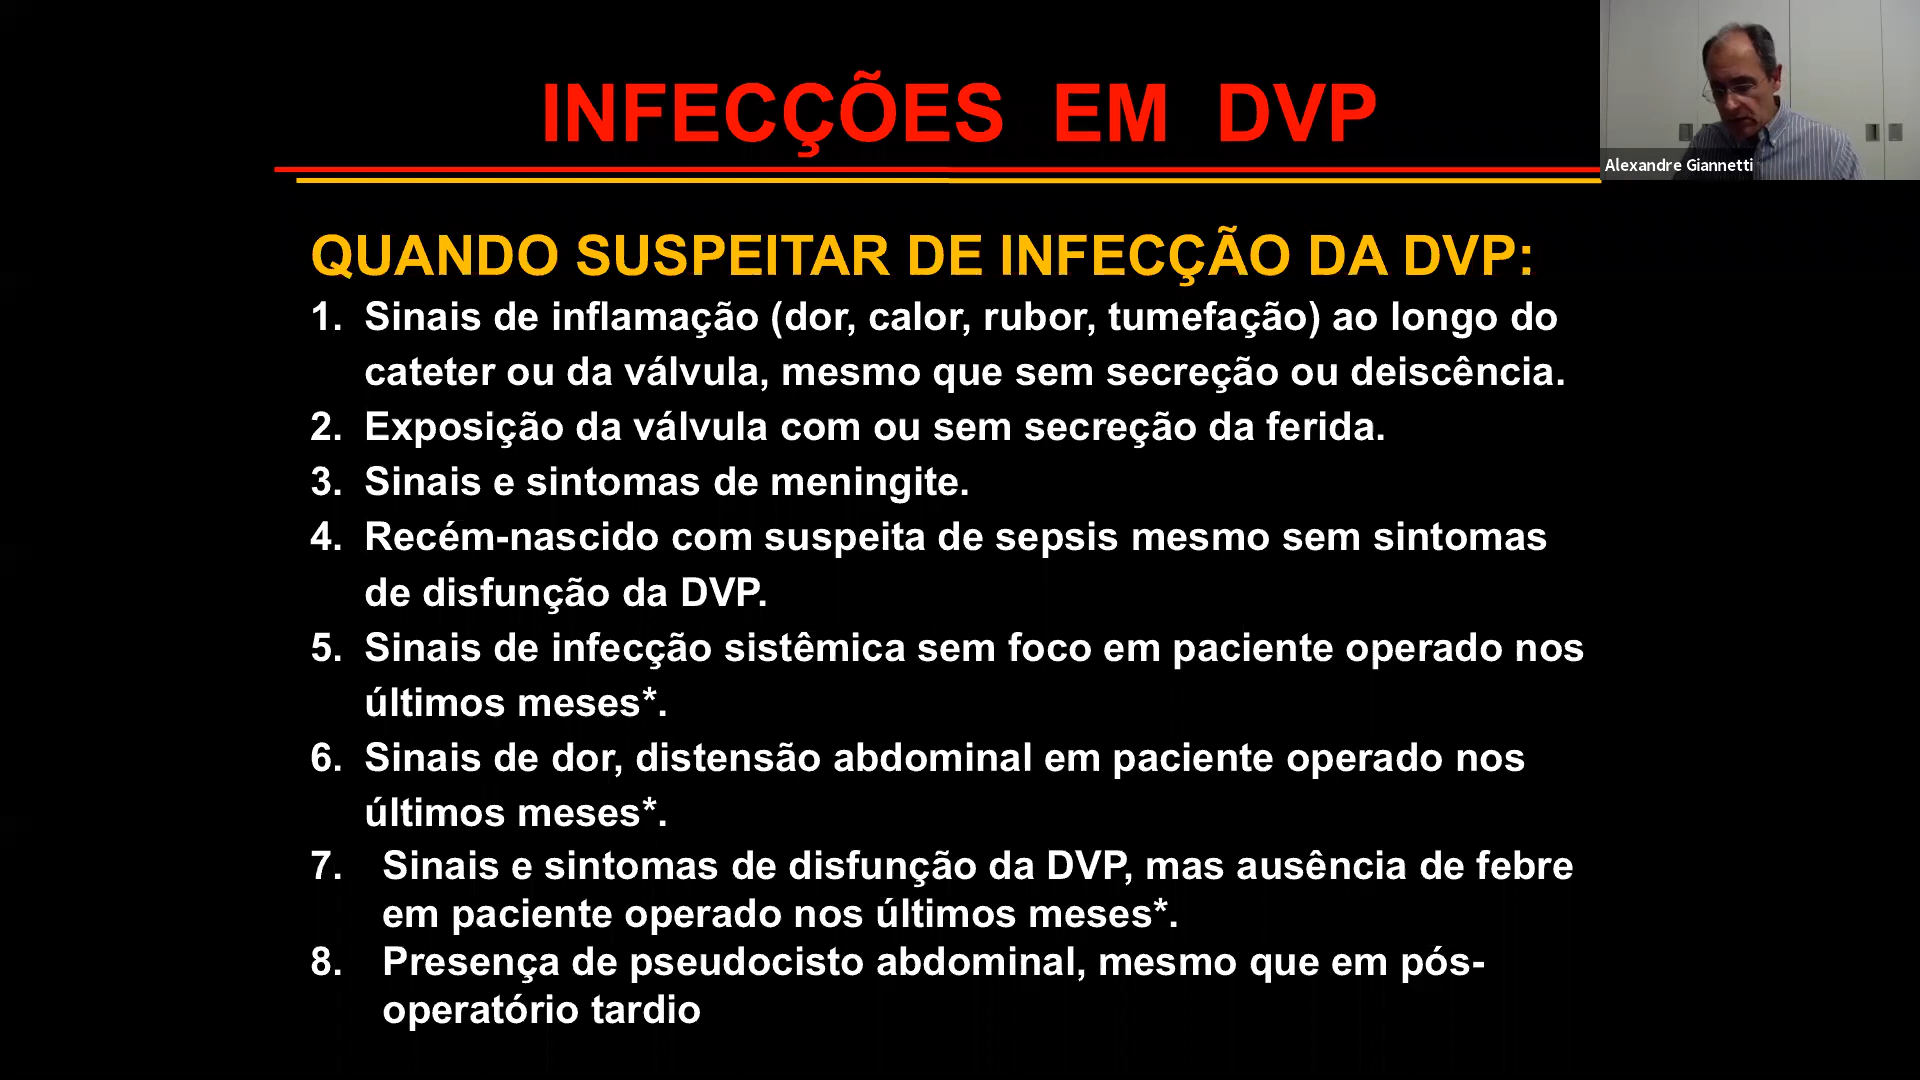 INFECÇÕES EM DVP
Alexandre Giannetti
QUANDO SUSPEITAR DE INFECÇÃO DA DVP:
1. Sinais de inflamação (dor, calor, rubor, tumefação) ao longo do
cateter ou da válvula, mesmo que sem secreção ou deiscência.
2. Exposição da válvula com ou sem secreção da ferida.
3. Sinais e sintomas de meningite.
4. Recém-nascido com suspeita de sepsis mesmo sem sintomas
de disfunção da DVP.
5. Sinais de infecção sistêmica sem foco em paciente operado nos
últimos meses*.
6. Sinais de dor, distensão abdominal em paciente operado nos
últimos meses*.
7. Sinais e sintomas de disfunção da DVP, mas ausência de febre
em paciente operado nos últimos meses*.
8. Presença de pseudocisto abdominal, mesmo que em pós-
operatório tardio